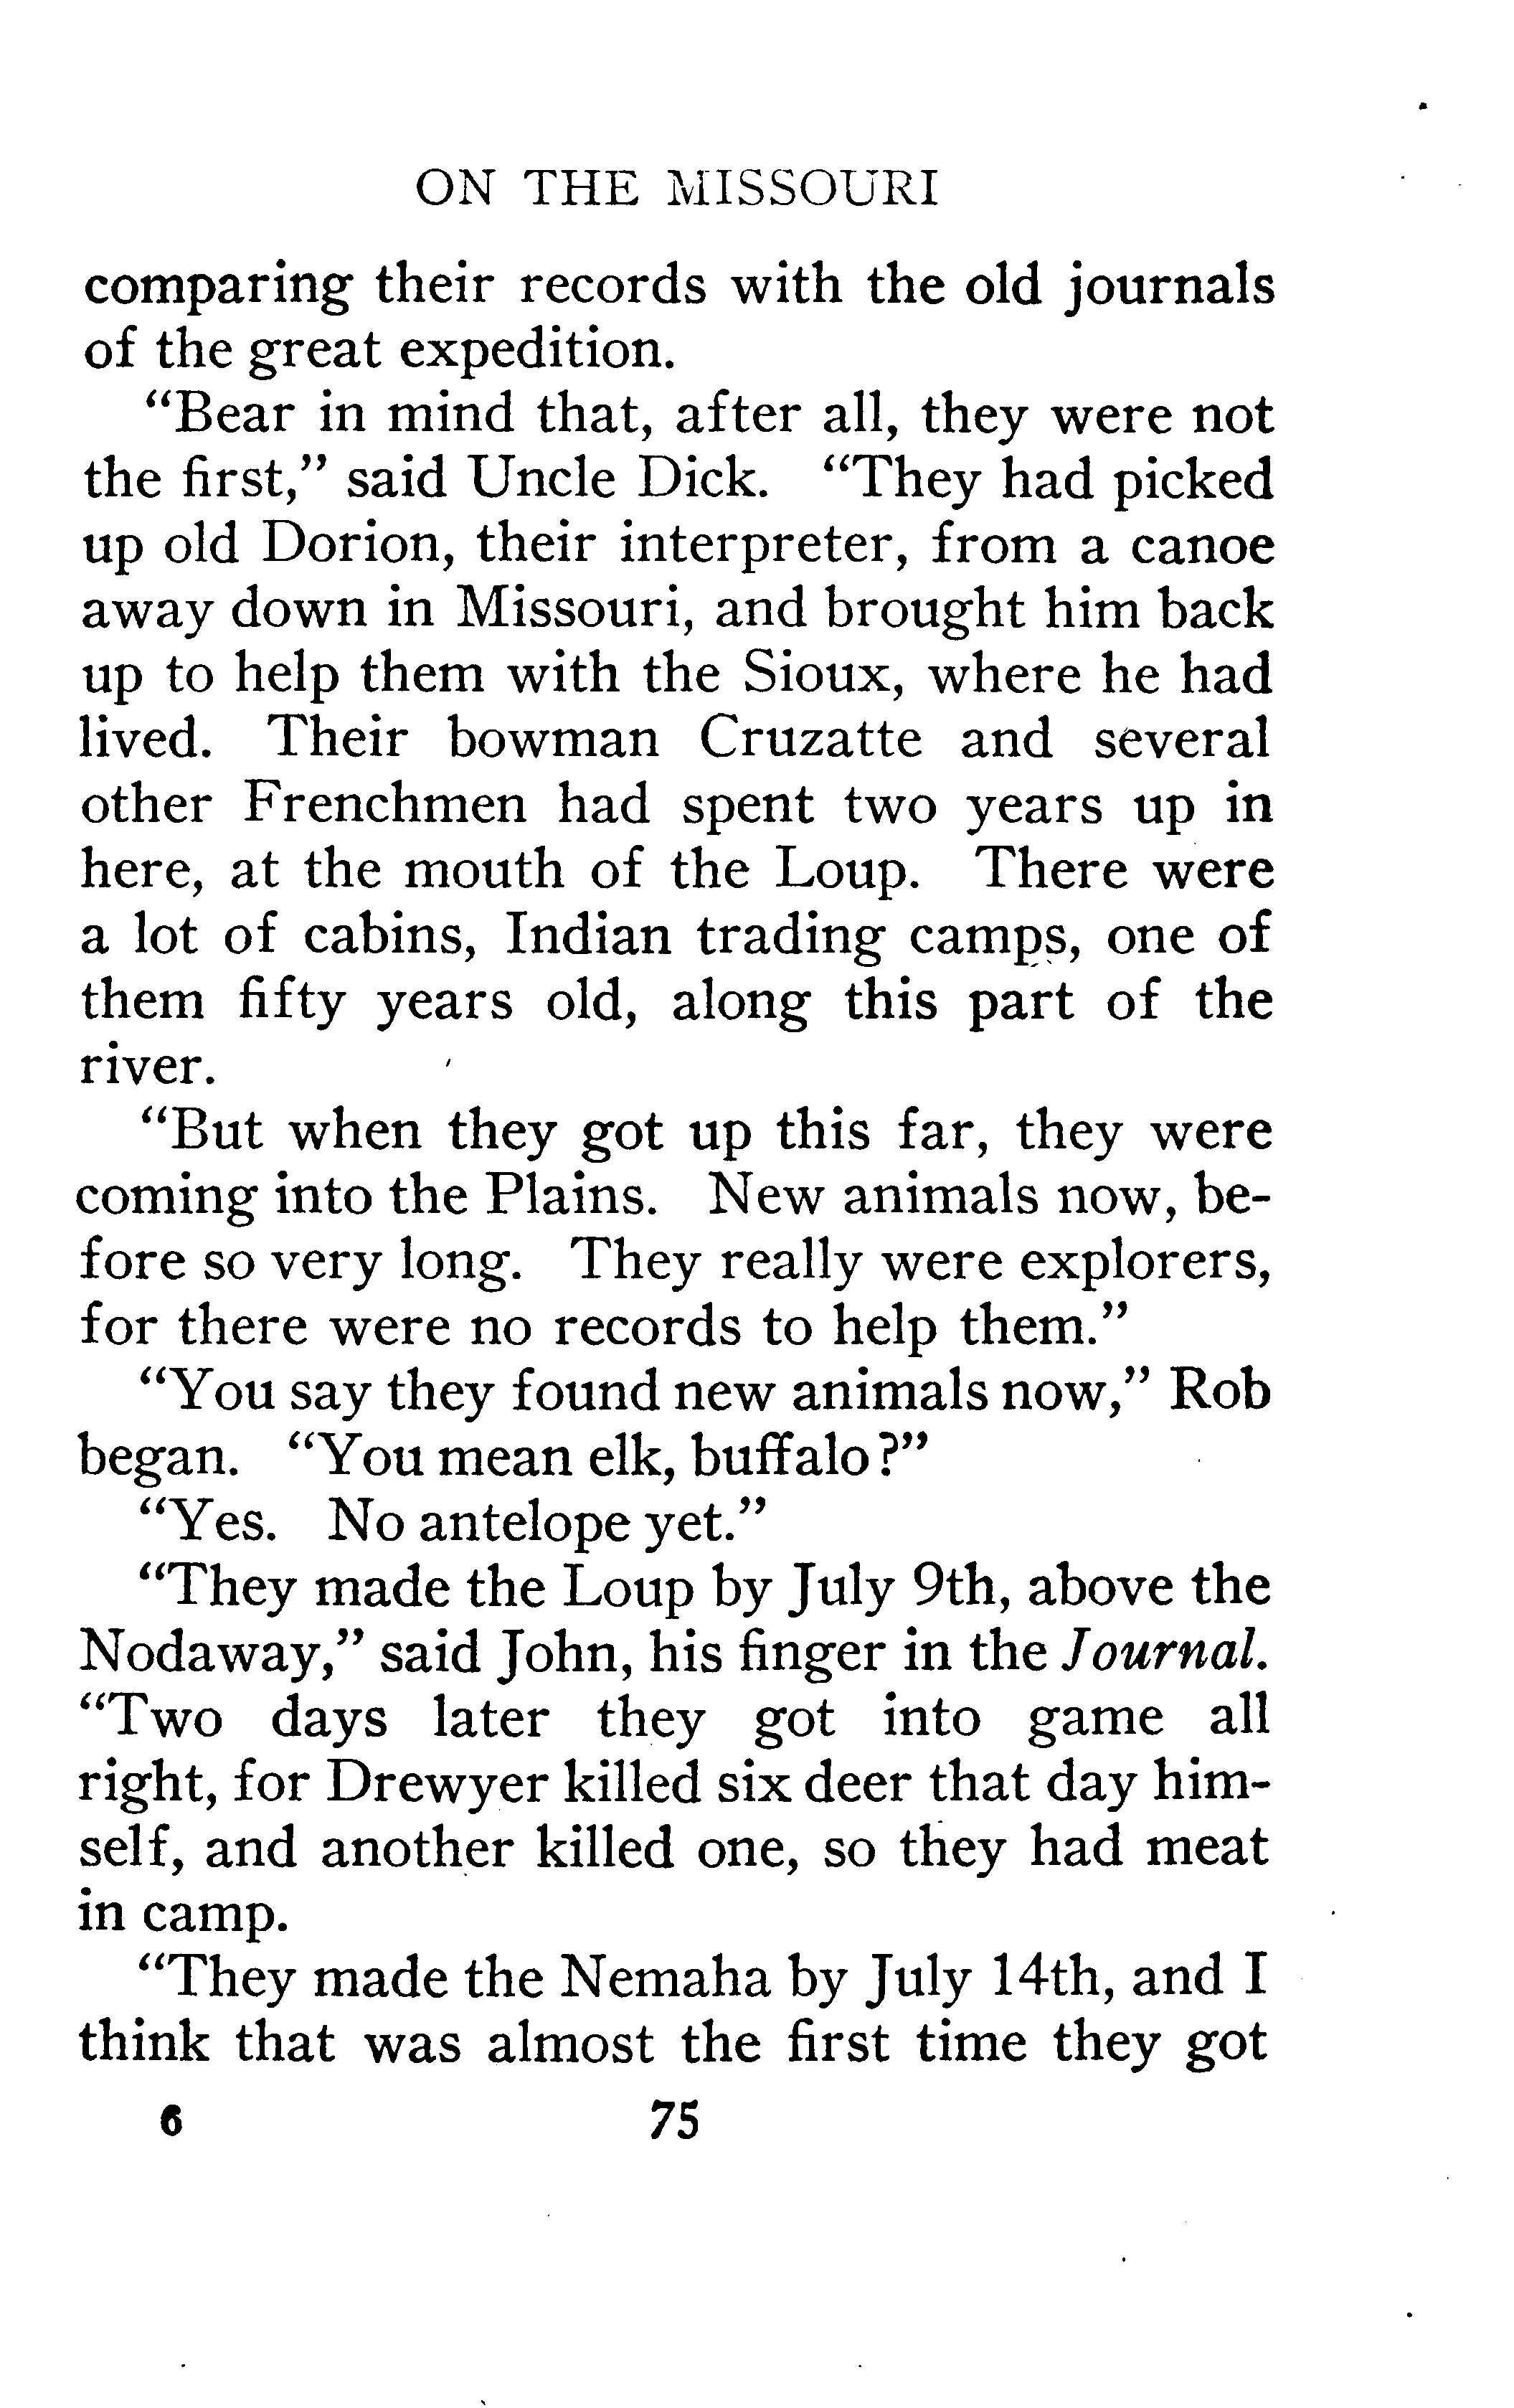 ON THE MISSOURI
comparing their records with the old journals
of the great expedition.
“Bear in mind that, after all, they were not
the first,” said Uncle Dick. “They had picked
up old Dorion, their interpreter, from a canoe
away down in Missouri, and brought him back
up to help them with the Sioux, where he had
lived. Their bowman Cruzatte and several
other Frenchmen had spent two years up in
here, at the mouth of the Loup. There were
a lot of cabins, Indian trading camps, one of
them fifty years old, along this part of the
river.
“But when they got up this far, they were
coming into the Plains. New animals now, be-
fore so very long. They really were explorers,
for there were no records to help them.”
“You say they found new animals now,” Rob
began. “You mean elk, buffalo?”
“Yes. No antelope yet.”
“They made the Loup by July 9th, above the
Nodaway,” said John, his finger in the Journal.
“Two days later they got into game all
right, for Drewyer killed six deer that day him-
self, and another killed one, so they had meat
in camp.
“They made the Nemaha by July 14th, and I
think that was almost the first time they got
6 75